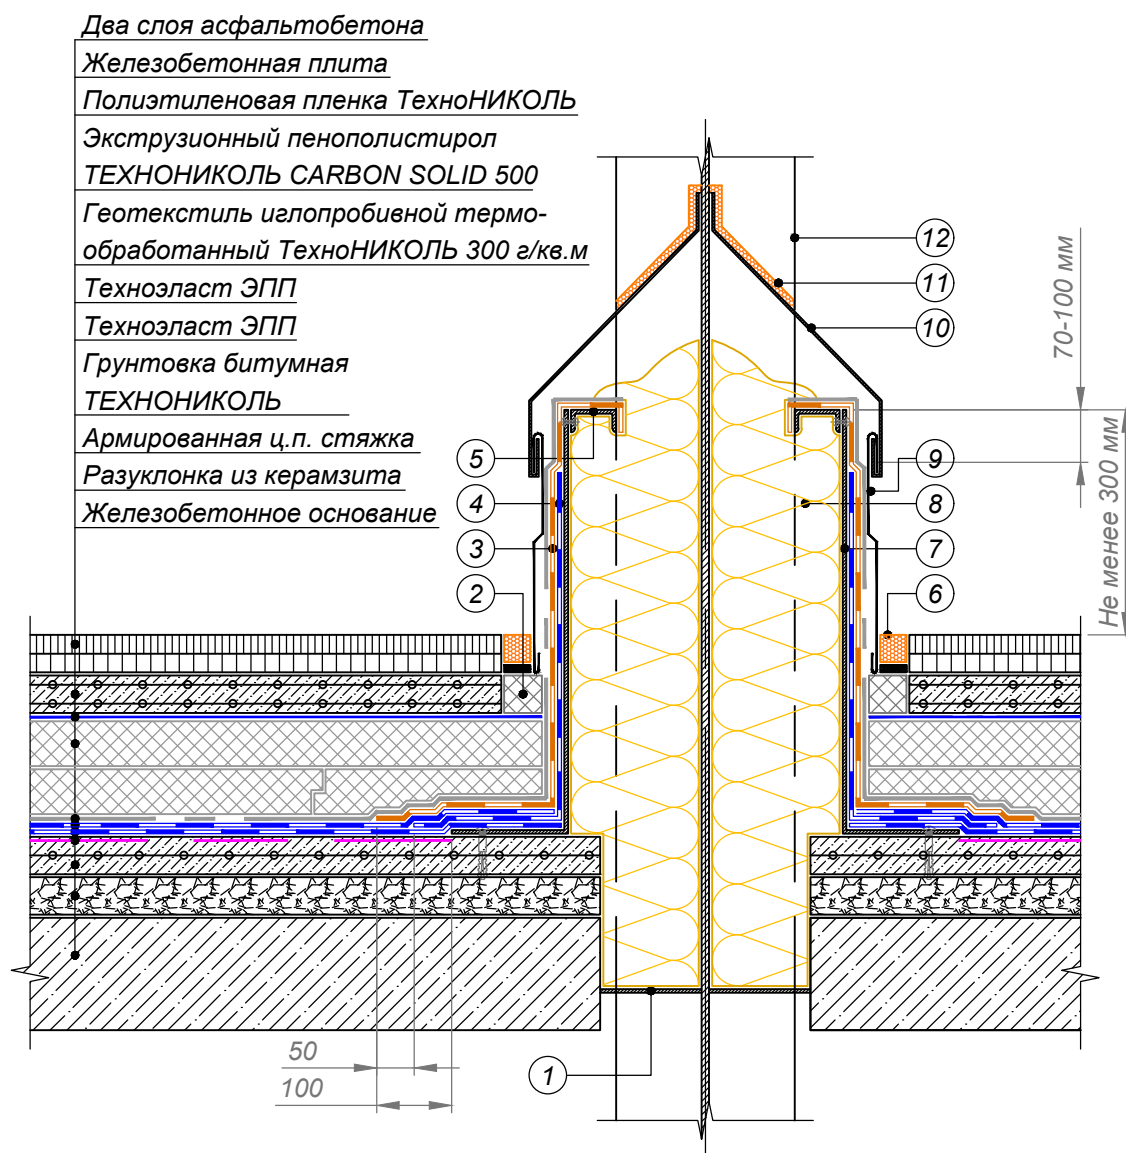 Два слоя асфальтобетона
Железобетонная плита
Полиэтиленовая пленка ТехноНИКОЛЬ
Экструзионный пенополистирол
ТЕХНОНИКОЛЬ CARBON SOLID 500
Геотекстиль иглопробивной термо-
обработанный ТехноНИКОЛЬ 300 г/кв.м
Техноэласт ЭПП
Техноэласт ЭПП
Грунтовка битумная
ТЕХНОНИКОЛЬ
Армированная ц.п. стяжка
Разуклонка из керамзита
Железобетонное основание
12
11
10
70-100 мм
Не менее 300 мм
5
4
3
2
9
8
7
6
50
100
1